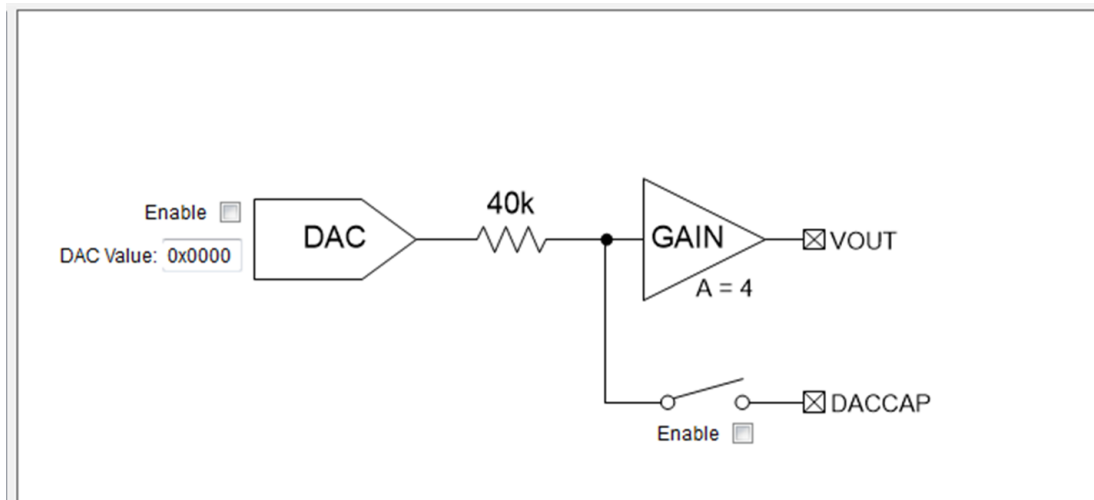 40k
Enable
DAC
GAIN
VOUT
DAC Value: 0x0000
A = 4
DACCAP
Enable